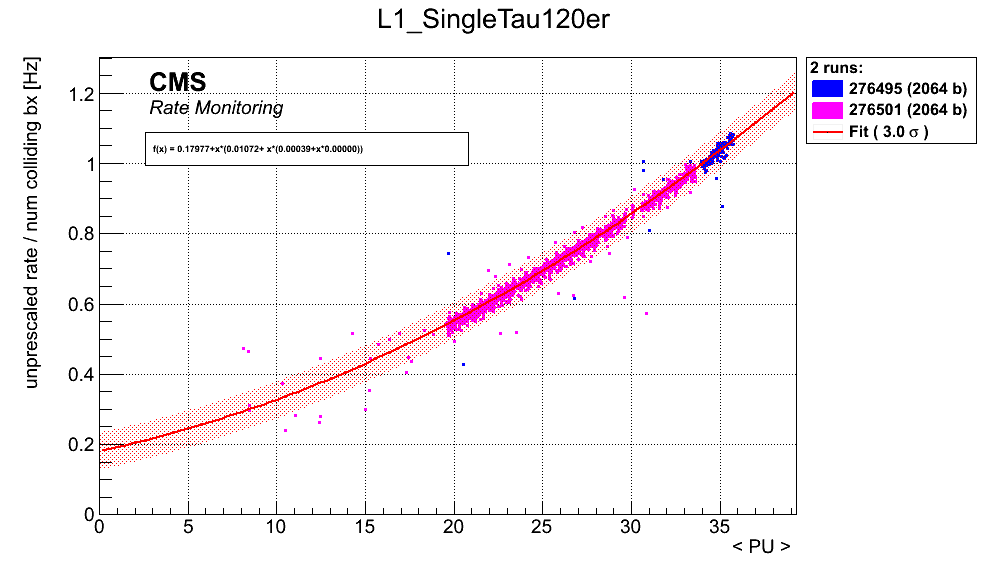 L1_SingleTau120er
unprescaled rate / num colliding bx [Hz]
CMS
Rate Monitoring
f(x) = 0.17977+x*(0.01072+ x*(0.00039+x*0.00000))
2 runs:
276495 (2064 b)
276501 (2064 b)
Fit ( 3.0 σ )
1.2
1
0.8
0.6
0.4
0.2
0
0 5 10 15 20 25 30 35
< PU >